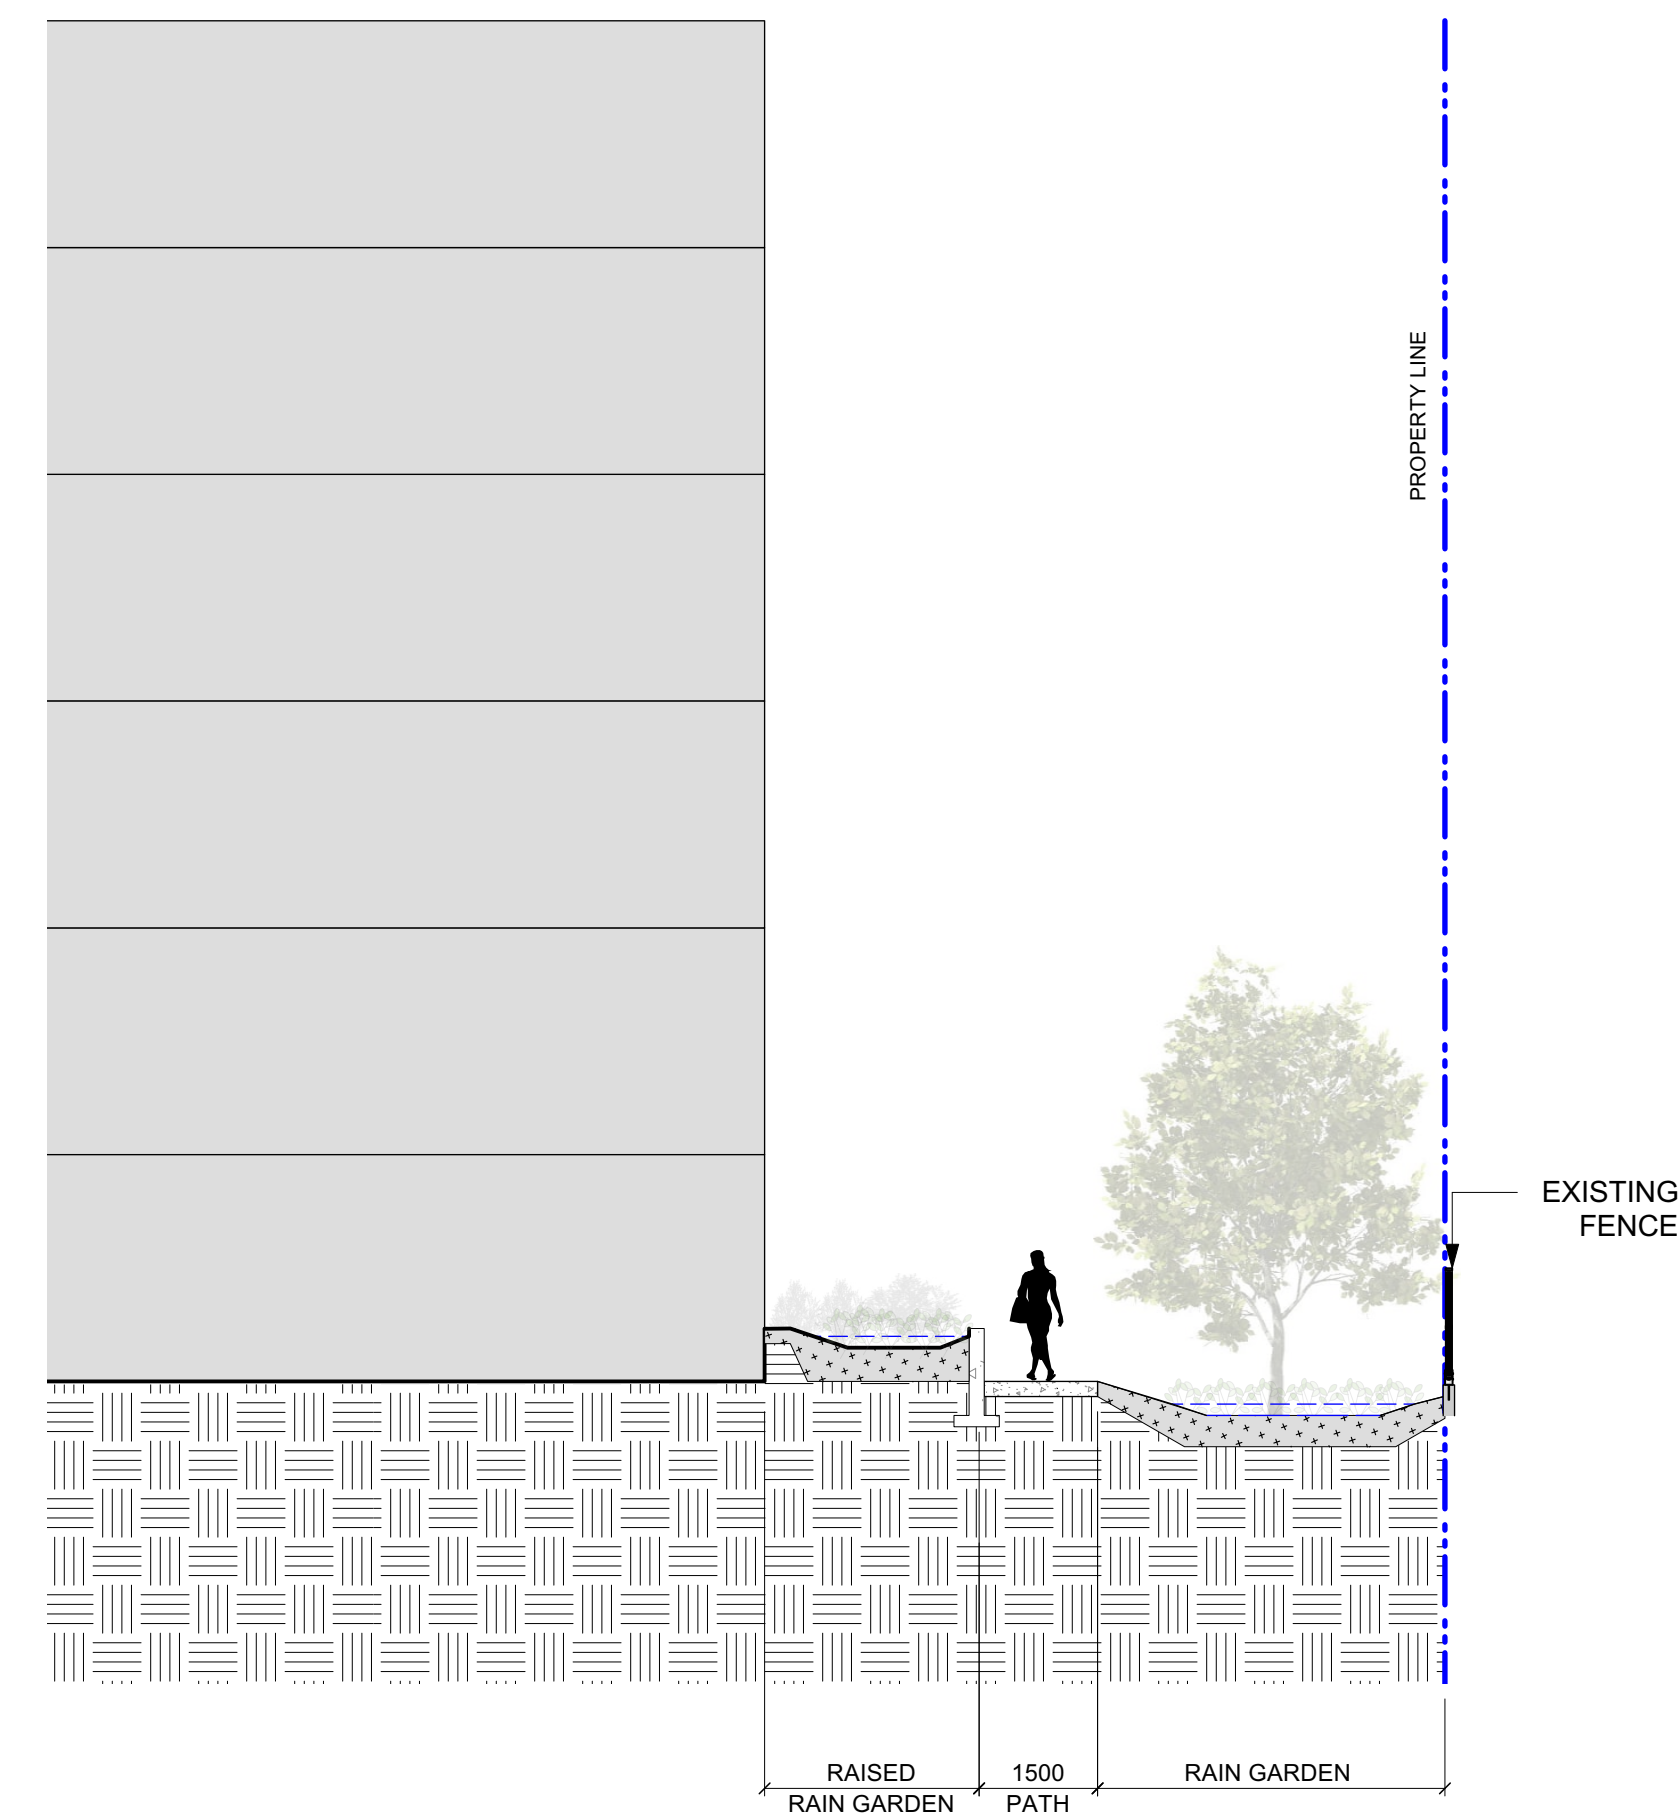 PROPERTY LINE
EXISTING
FENCE
RAISED
RAIN GARDEN
1500
PATH
RAIN GARDEN